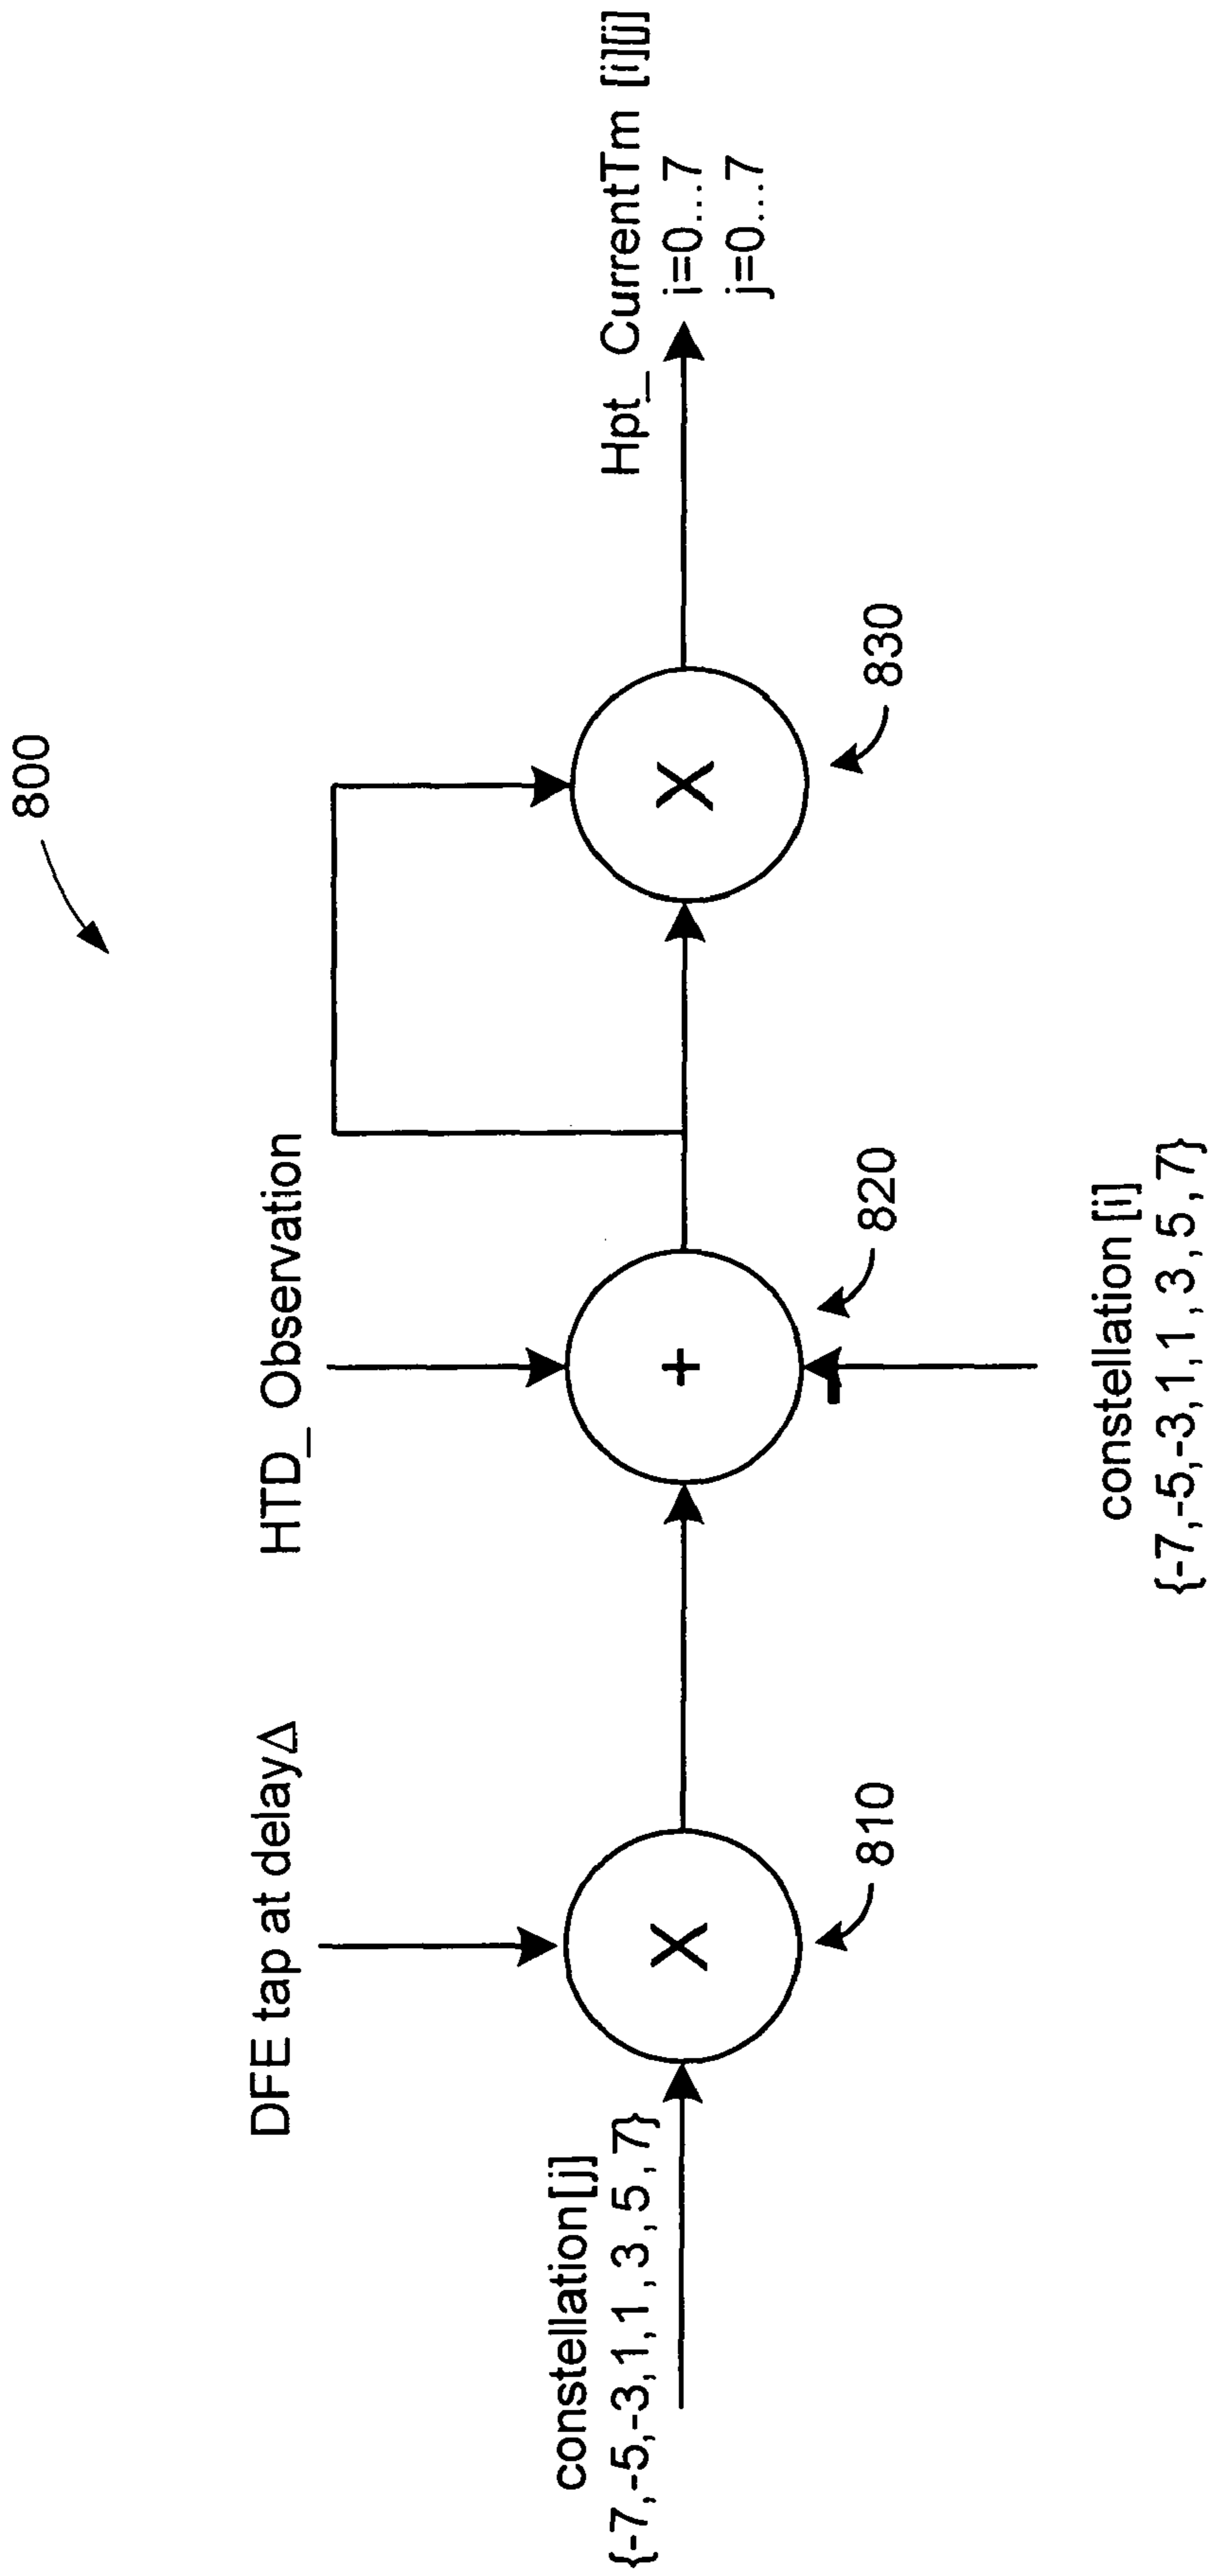 800
DFE tap at delayΔ
HTD_ Observation
constellation[j]
{-7,-5,-3,1,1,3,5,7}
X
+
X
Hpt_ CurrentTm [i][j]
i=0...7
j=0...7
810
820
830
-
constellation [i]
{-7,-5,-3,1,1,3,5,7}